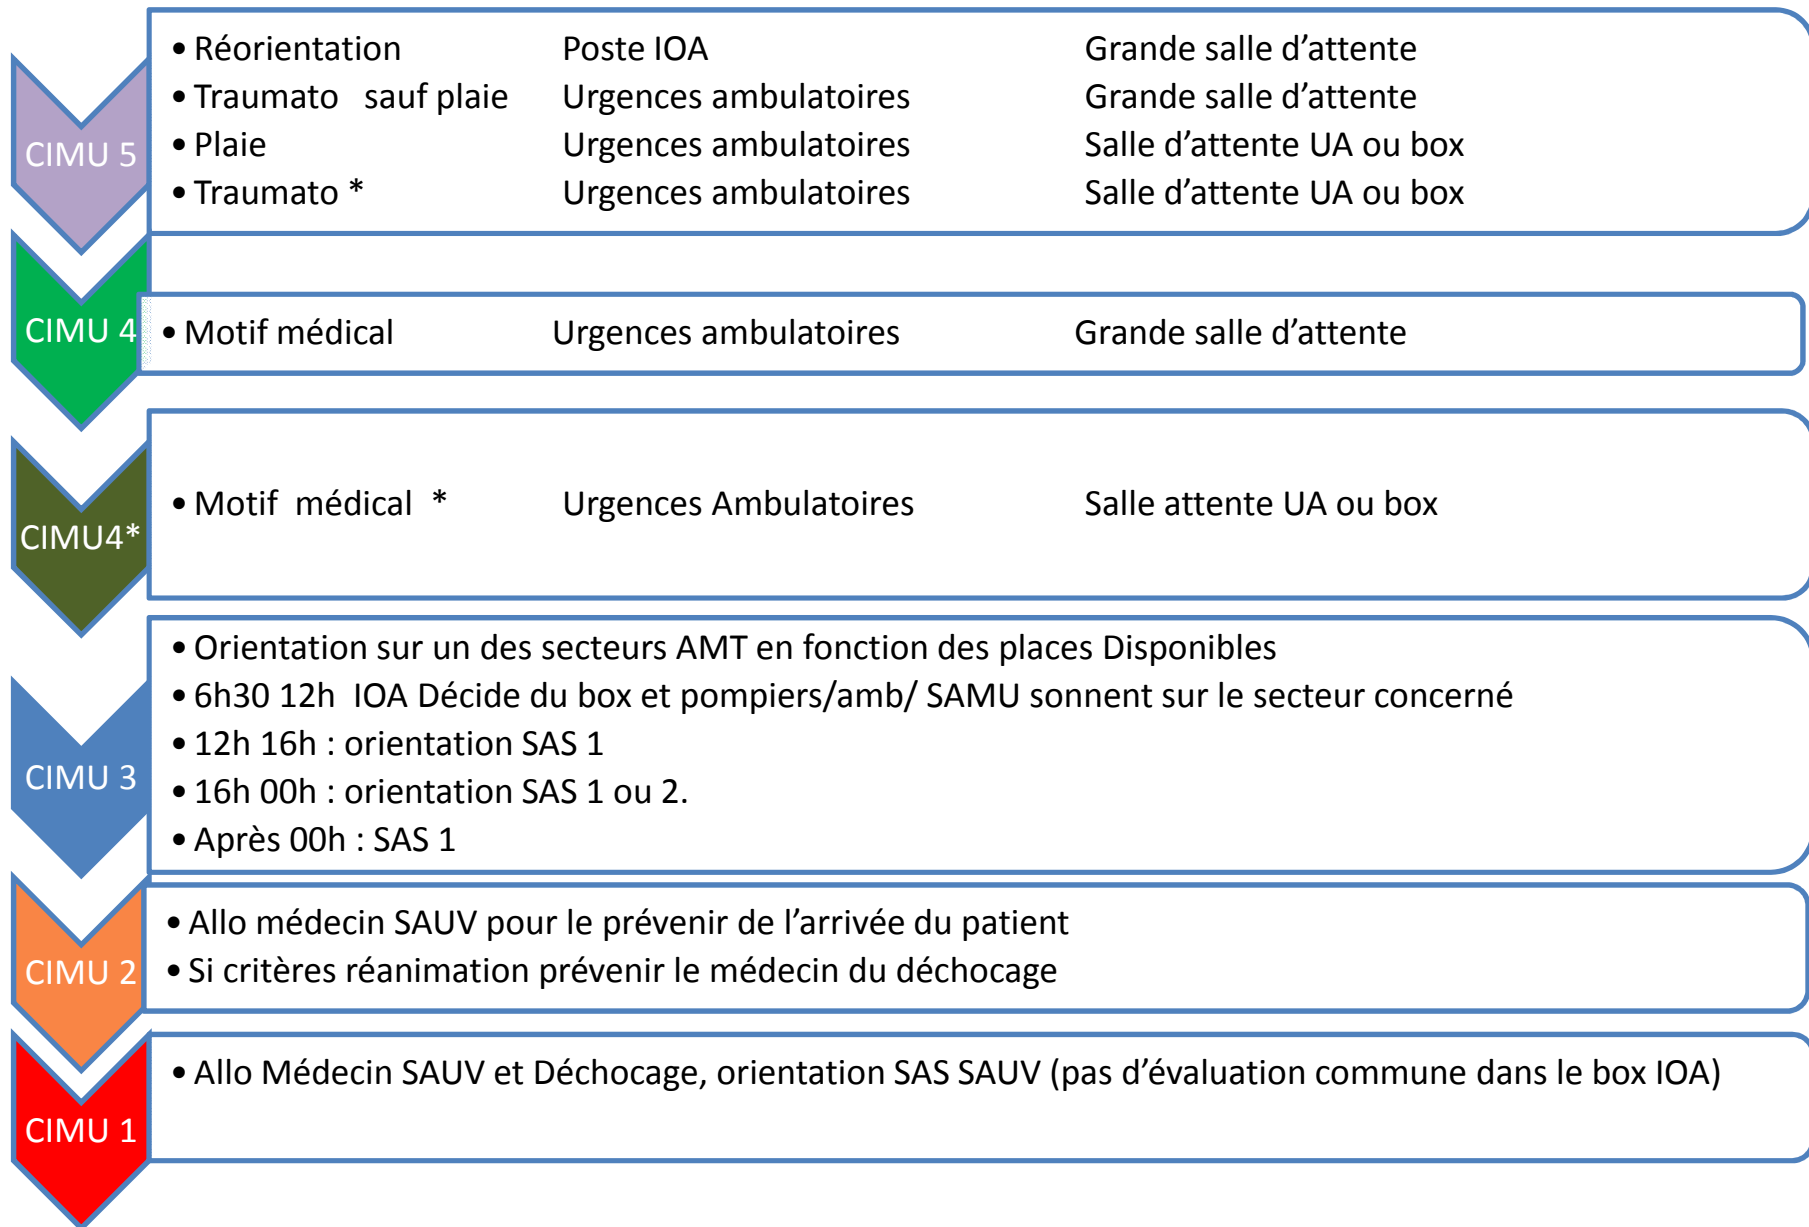 CIMU 5
• Réorientation Poste IOA Grande salle d’attente
• Traumato sauf plaie Urgences ambulatoires Grande salle d’attente
• Plaie Urgences ambulatoires Salle d’attente UA ou box
• Traumato * Urgences ambulatoires Salle d’attente UA ou box
CIMU 4
• Motif médical Urgences ambulatoires Grande salle d’attente
CIMU4*
• Motif médical * Urgences Ambulatoires Salle attente UA ou box
CIMU 3
• Orientation sur un des secteurs AMT en fonction des places Disponibles
• 6h30 12h IOA Décide du box et pompiers/amb/ SAMU sonnent sur le secteur concerné
• 12h 16h : orientation SAS 1
• 16h 00h : orientation SAS 1 ou 2.
• Après 00h : SAS 1
CIMU 2
• Allo médecin SAUV pour le prévenir de l’arrivée du patient
• Si critères réanimation prévenir le médecin du déchocage
CIMU 1
• Allo Médecin SAUV et Déchocage, orientation SAS SAUV (pas d’évaluation commune dans le box IOA)